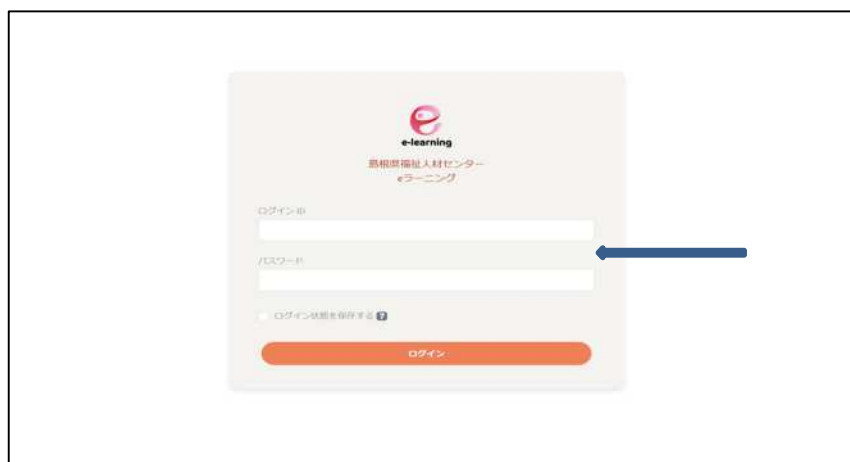 e-learning
島根県福祉人材センター
eラーニング
ログインID
パスワード
ログイン状態を保存する ?
ログイン